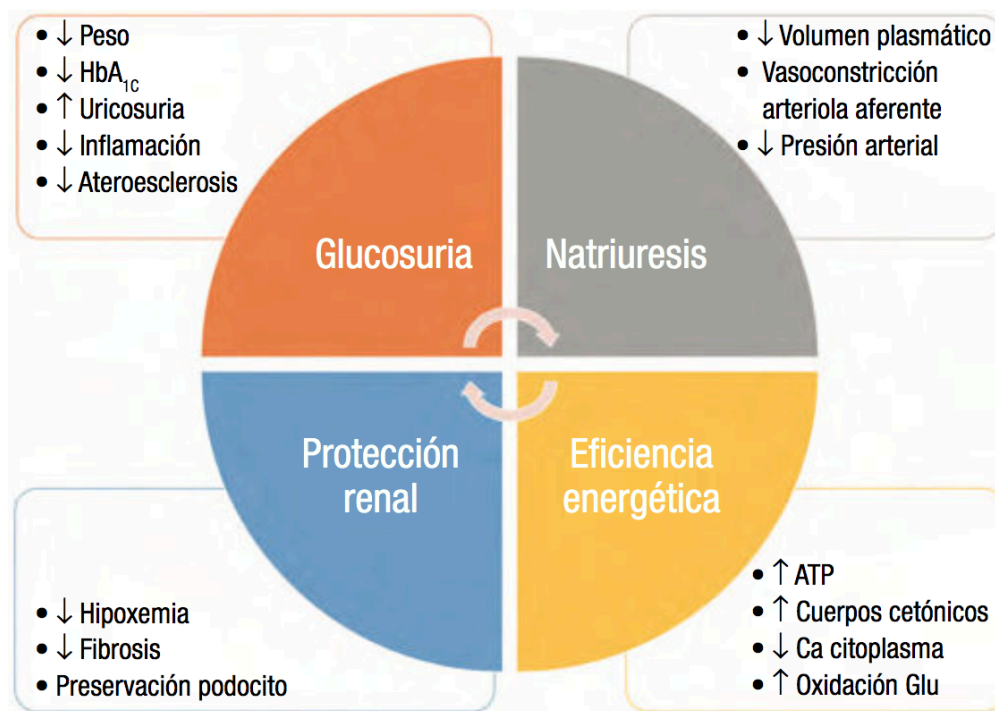 • ↓ Peso
• ↓ HbA1C
• ↑ Uricosuria
• ↓ Inflamación
• ↓ Ateroesclerosis
• ↓ Volumen plasmático
• Vasoconstricción
arteriola aferente
• ↓ Presión arterial
Glucosuria
Natriuresis
Protección
renal
Eficiencia
energética
• ↓ Hipoxemia
• ↓ Fibrosis
• Preservación podocito
• ↑ ATP
• ↑ Cuerpos cetónicos
• ↓ Ca citoplasma
• ↑ Oxidación Glu